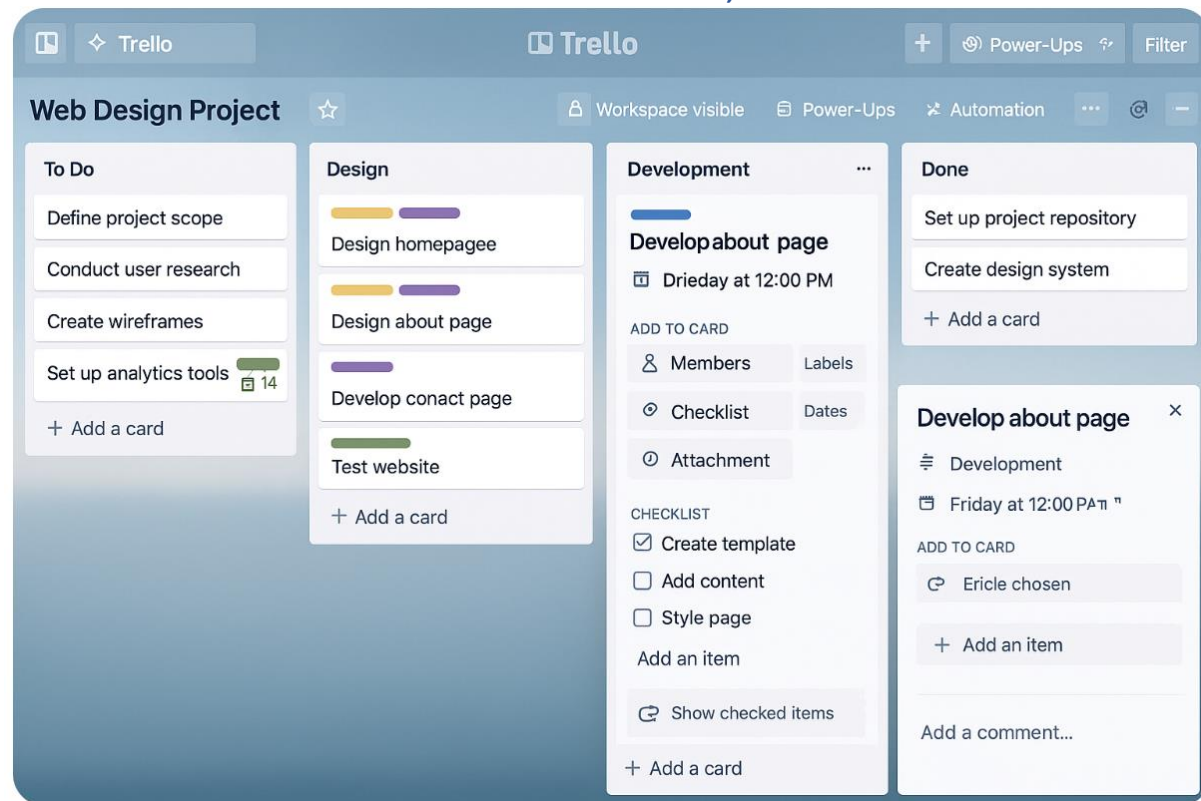 Trello
Trello
Power-Ups
Filter
Web Design Project
Workspace visible
Power-Ups
Automation
To Do
Define project scope
Conduct user research
Create wireframes
Set up analytics tools
14
+ Add a card
Design
Design homepagee
Design about page
Develop conact page
Test website
+ Add a card
Development
Develop about page
Drieday at 12:00 PM
ADD TO CARD
Members
Labels
Checklist
Dates
Attachment
CHECKLIST
Create template
Add content
Style page
Add an item
Show checked items
+ Add a card
Done
Set up project repository
Create design system
+ Add a card
Develop about page
Development
Friday at 12:00
ADD TO CARD
Ericle chosen
+ Add an item
Add a comment...